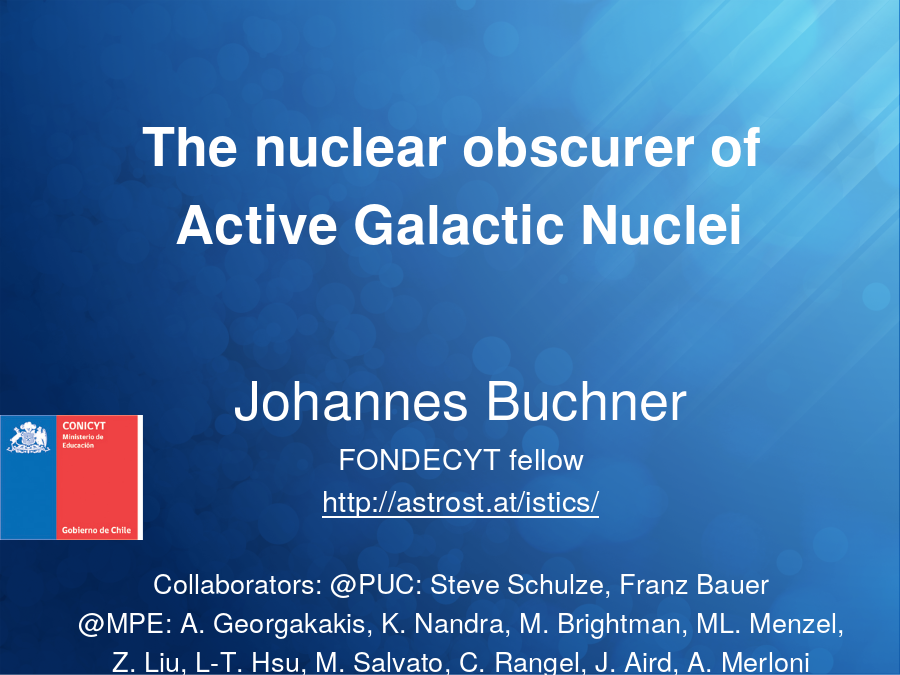 The nuclear obscurer of
Active Galactic Nuclei
Johannes Buchner
CONICYT
Ministerio de
Educación
Gobierno de Chile
FONDECYT fellow
http://astrost.at/istics/
Collaborators: @PUC: Steve Schulze, Franz Bauer
@MPE: A. Georgakakis, K. Nandra, M. Brightman, ML. Menzel,
Z. Liu, L-T. Hsu, M. Salvato, C. Rangel, J. Aird, A. Merloni